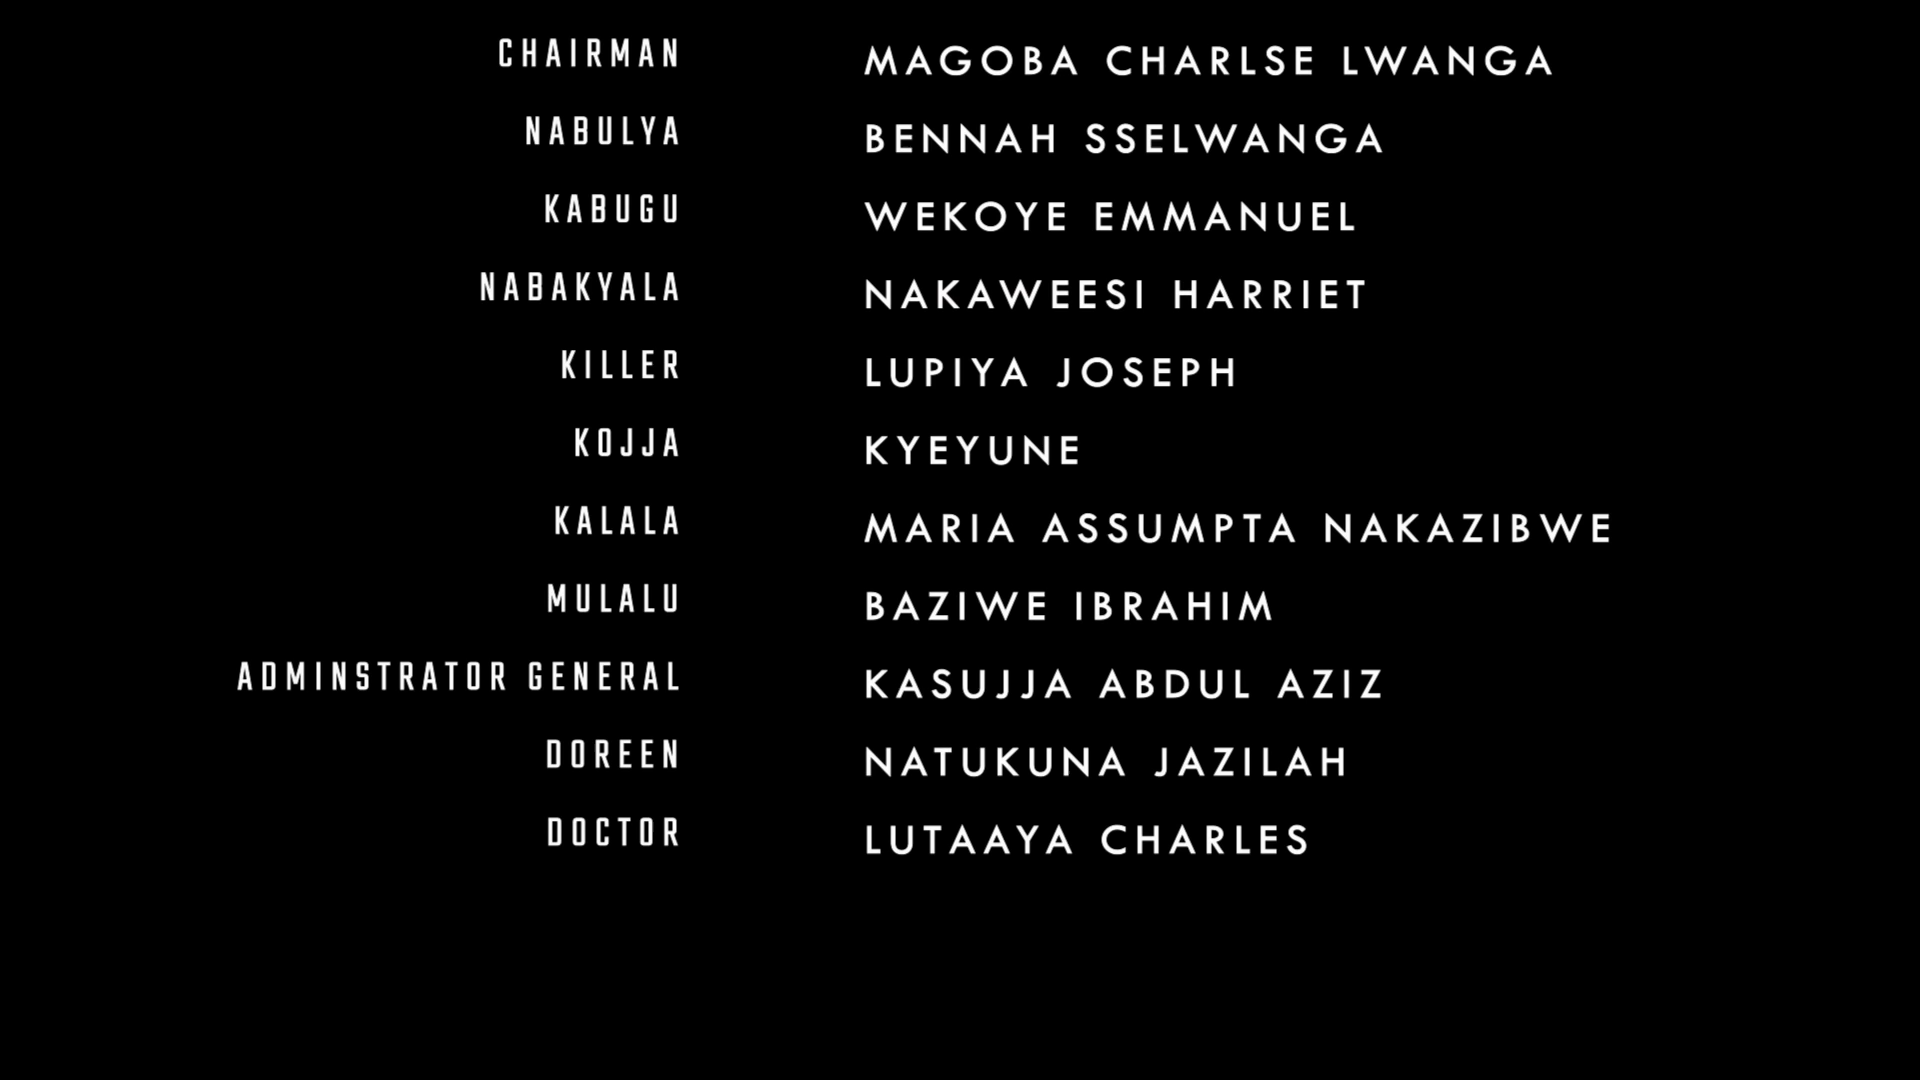 CHAIRMAN MAGOBA CHARLSE LWANGA
NABULYA BENNAH SSELWANGA
KABUGU WEKOYE EMMANUEL
NABAKYALA NAKAWEESI HARRIET
KILLER LUPIYA JOSEPH
KOJJA KYEYUNE
KALALA MARIA ASSUMPTA NAKAZIBWE
MULALU BAZIWE IBRAHIM
ADMINSTRATOR GENERAL KASUJJA ABDUL AZIZ
DOREEN NATUKUNA JAZILAH
DOCTOR LUTAAYA CHARLES